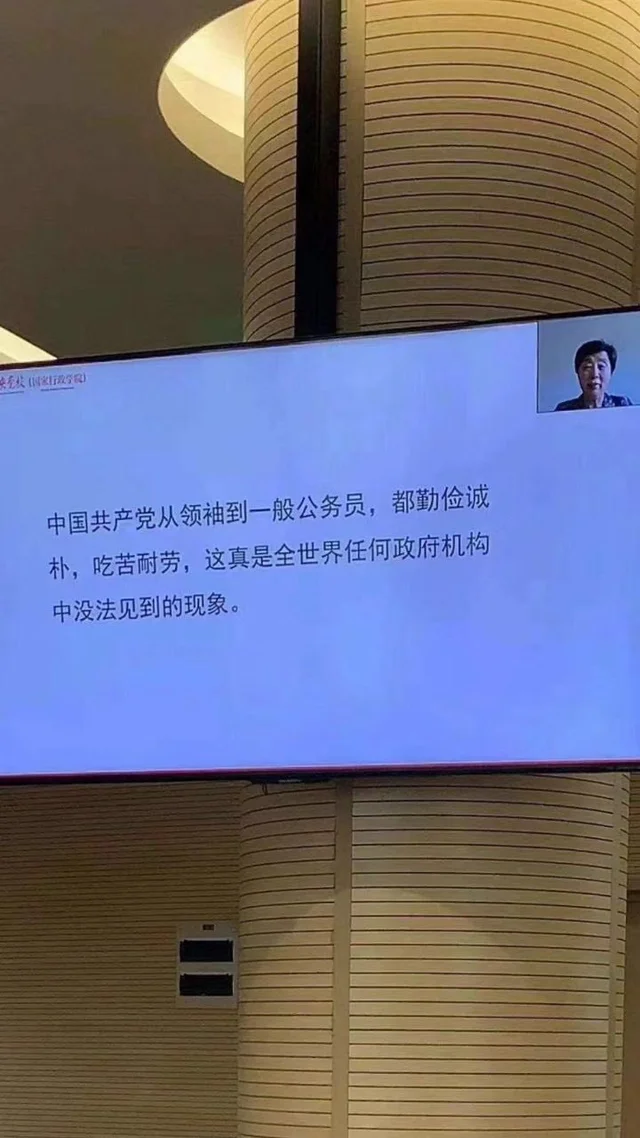 央党校(国家行政学院)
中国共产党从领袖到一般公务员，都勤俭诚
朴，吃苦耐劳，这真是全世界任何政府机构
中没法见到的现象。